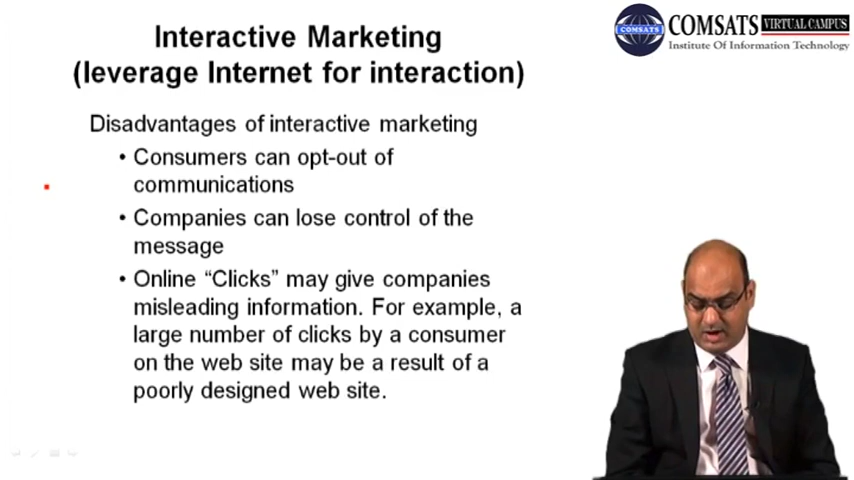 Interactive Marketing
(leverage Internet for interaction)
COMSATS VIRTUAL CAMPUS
Institute Of Information Technology
COMSATS
Disadvantages of interactive marketing
• Consumers can opt-out of
communications
• Companies can lose control of the
message
• Online “Clicks” may give companies
misleading information. For example, a
large number of clicks by a consumer
on the web site may be a result of a
poorly designed web site.